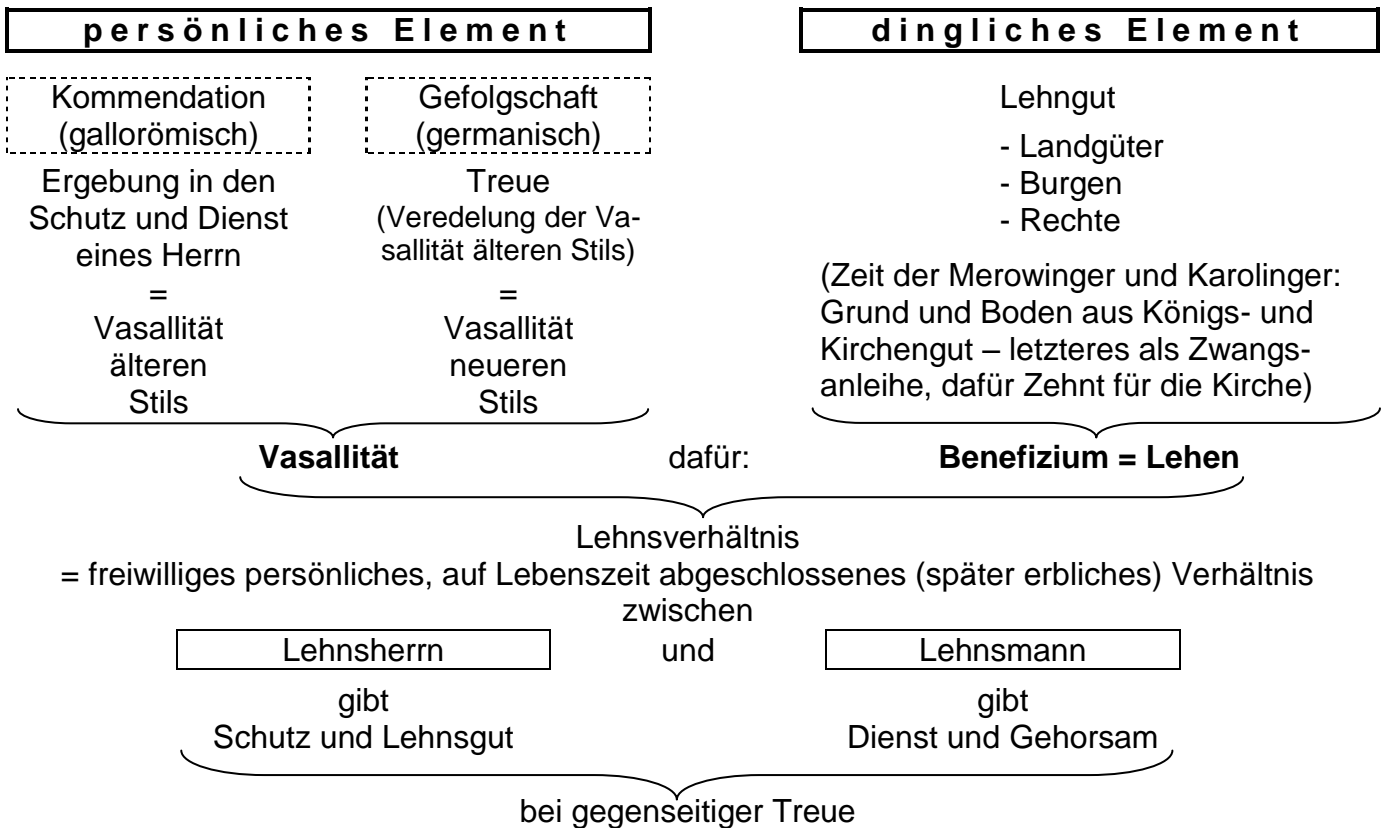 persönliches Element
dingliches Element
Kommendation
(gallorömisch)
Ergebung in den
Schutz und Dienst
eines Herrn
=
Vasallität
älteren
Stils
Gefolgschaft
(germanisch)
Treue
(Veredelung der Va-
sallität älteren Stils)
=
Vasallität
neueren
Stils
Lehngut
- Landgüter
- Burgen
- Rechte
(Zeit der Merowinger und Karolinger:
Grund und Boden aus Königs- und
Kirchengut – letzteres als Zwangs-
anleihe, dafür Zehnt für die Kirche)
Vasallität dafür: Benefizium = Lehen
Lehnsverhältnis
= freiwilliges persönliches, auf Lebenszeit abgeschlossenes (später erbliches) Verhältnis
zwischen
Lehnsherrn und Lehnsmann
gibt
Schutz und Lehnsgut
gibt
Dienst und Gehorsam
bei gegenseitiger Treue